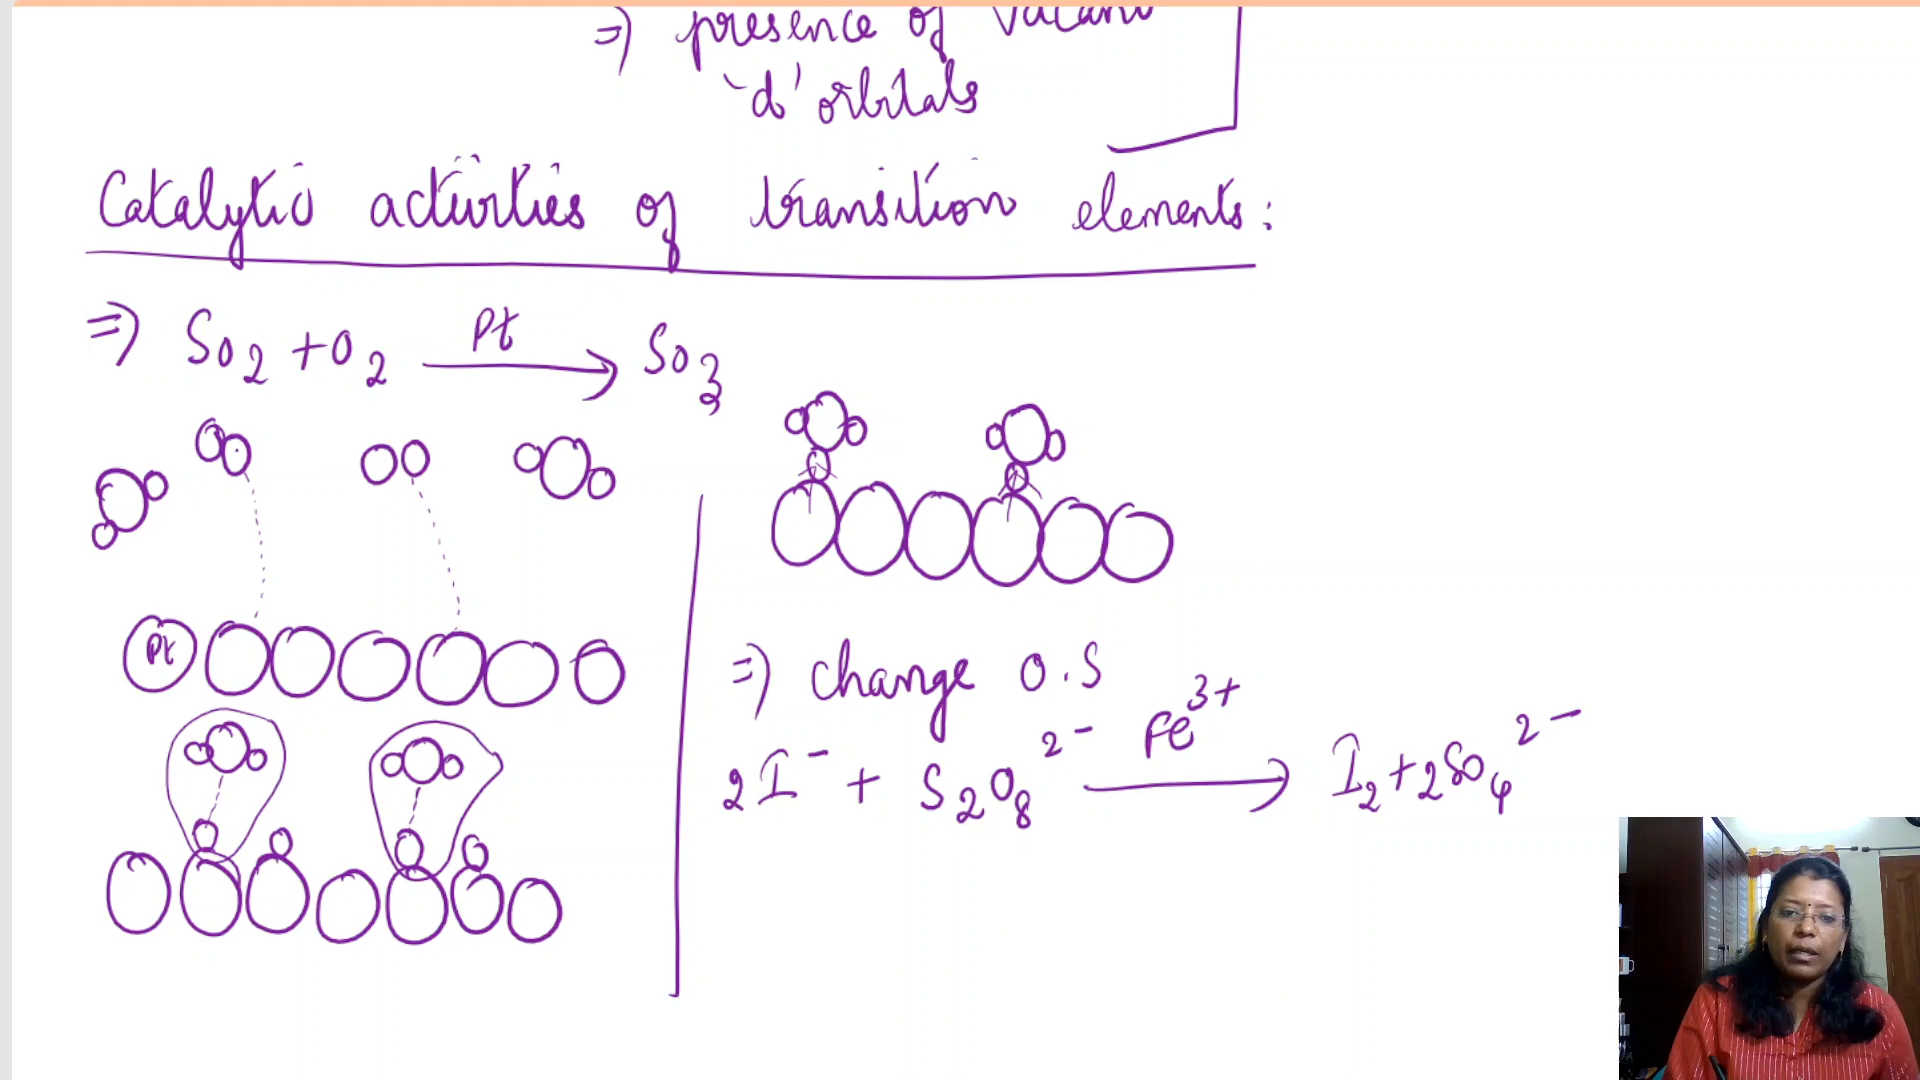 => presence of vacant
'd' orbitals
Catalytic activities of transition elements:
=> SO2 + O2 Pt → SO3
Pt
=> change O.S
2I⁻ + S2O8²⁻ Fe³⁺ → I2 + 2SO4²⁻